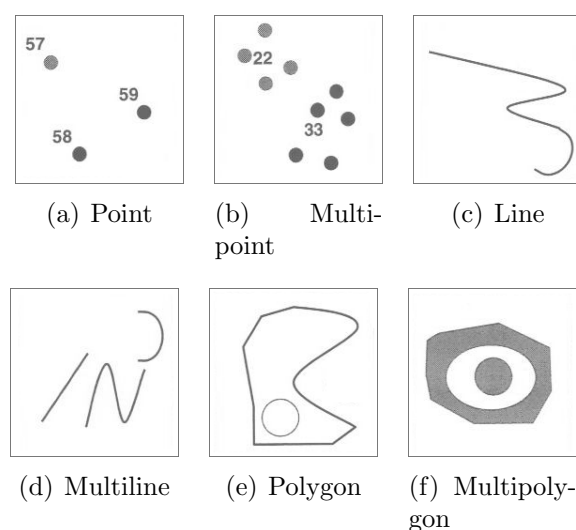 57
59
58
22
33
(a) Point
(b) Multi-
point
(c) Line
(d) Multiline
(e) Polygon
(f) Multipoly-
gon